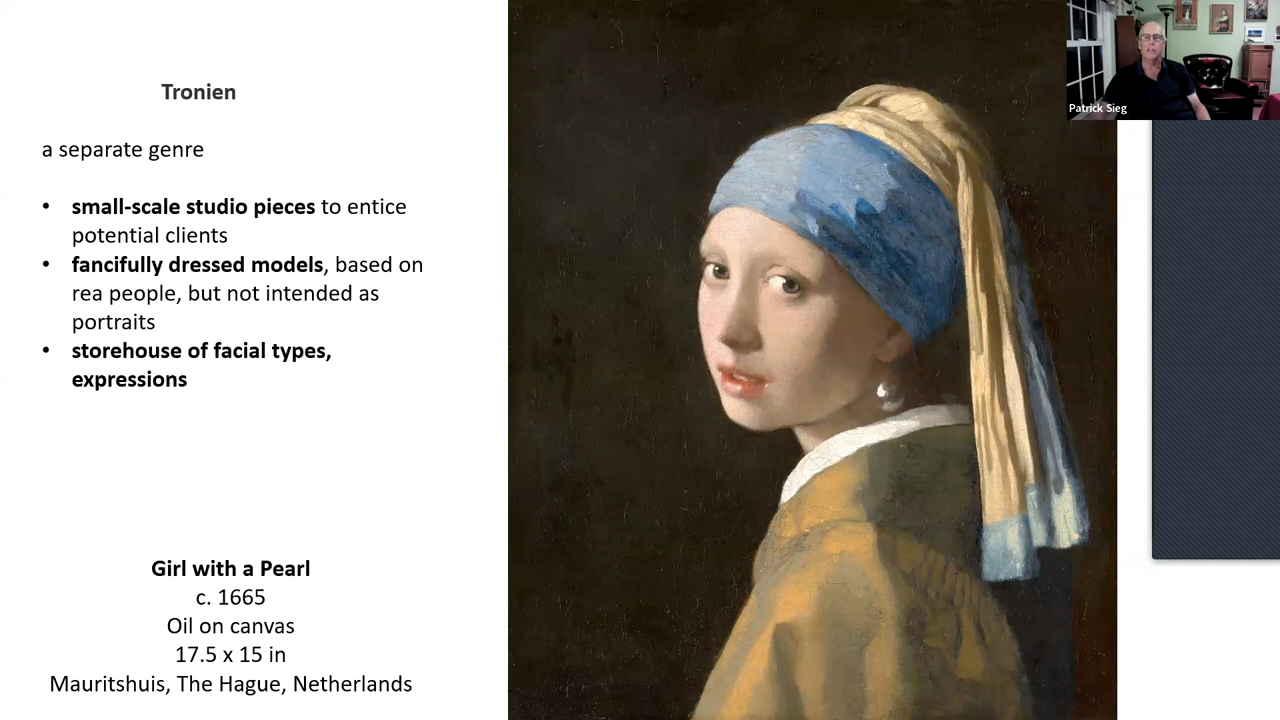 Tronien
a separate genre
• small-scale studio pieces to entice
potential clients
• fancifully dressed models, based on
rea people, but not intended as
portraits
• storehouse of facial types,
expressions
Girl with a Pearl
c. 1665
Oil on canvas
17.5 x 15 in
Mauritshuis, The Hague, Netherlands
Patrick Sieg